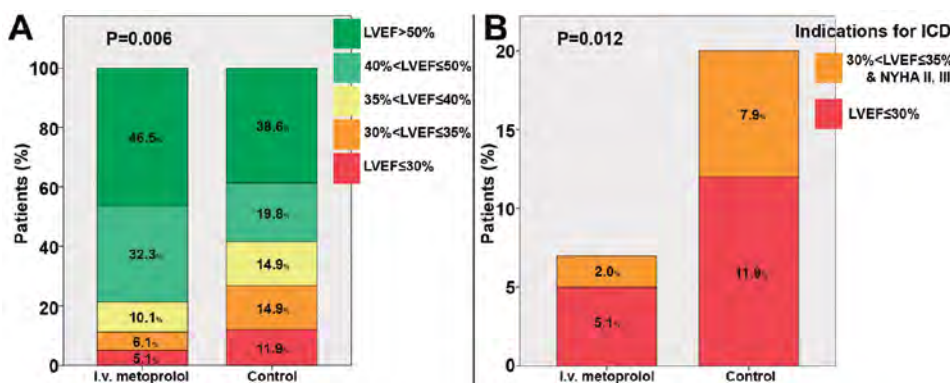 A
P=0.006
LVEF>50%
40%<LVEF≤50%
35%<LVEF≤40%
30%<LVEF≤35%
LVEF≤30%
Patients (%)
100
80
60
40
20
0
46.5%
32.3%
10.1%
6.1%
5.1%
38.6%
19.8%
14.9%
14.9%
11.9%
i.v. metoprolol
Control
B
P=0.012
Indications for ICD
30%<LVEF≤35%
& NYHA II, III
LVEF≤30%
Patients (%)
20
15
10
5
0
2.0%
5.1%
7.9%
11.9%
i.v. metoprolol
Control